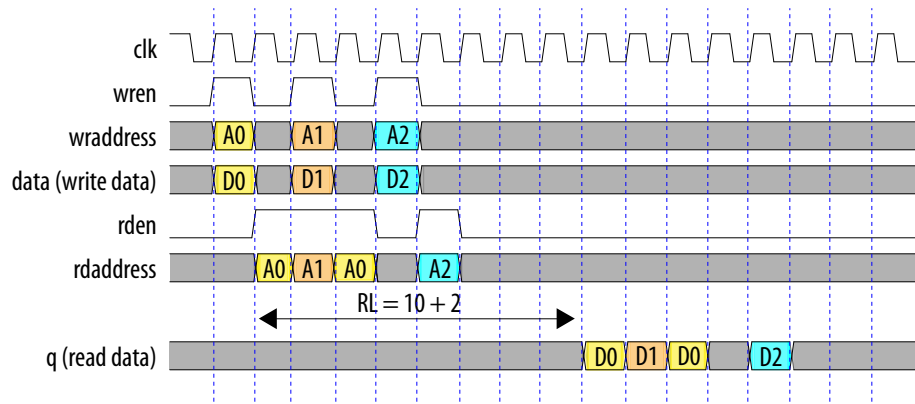 clk
wren
wraddress A0 A1 A2
data (write data) D0 D1 D2
rden
rdaddress A0 A1 A0 A2
RL = 10 + 2
q (read data) D0 D1 D0 D2